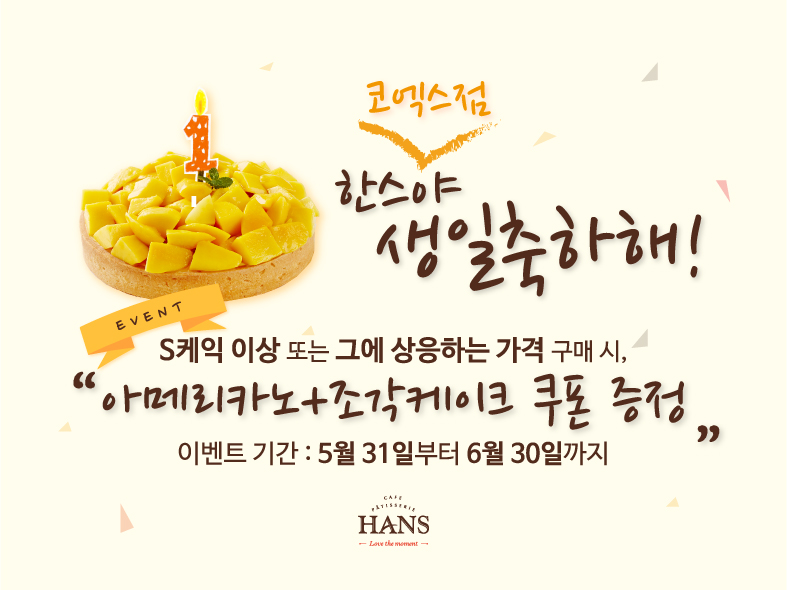 1
코엑스점
한스야
생일축하해!
EVENT
S케익 이상 또는 그에 상응하는 가격 구매 시,
“아메리카노+조각케이크 쿠폰 증정”
이벤트 기간 : 5월 31일부터 6월 30일까지
CAFE
PÂTISSERIE
HANS
Love the moment